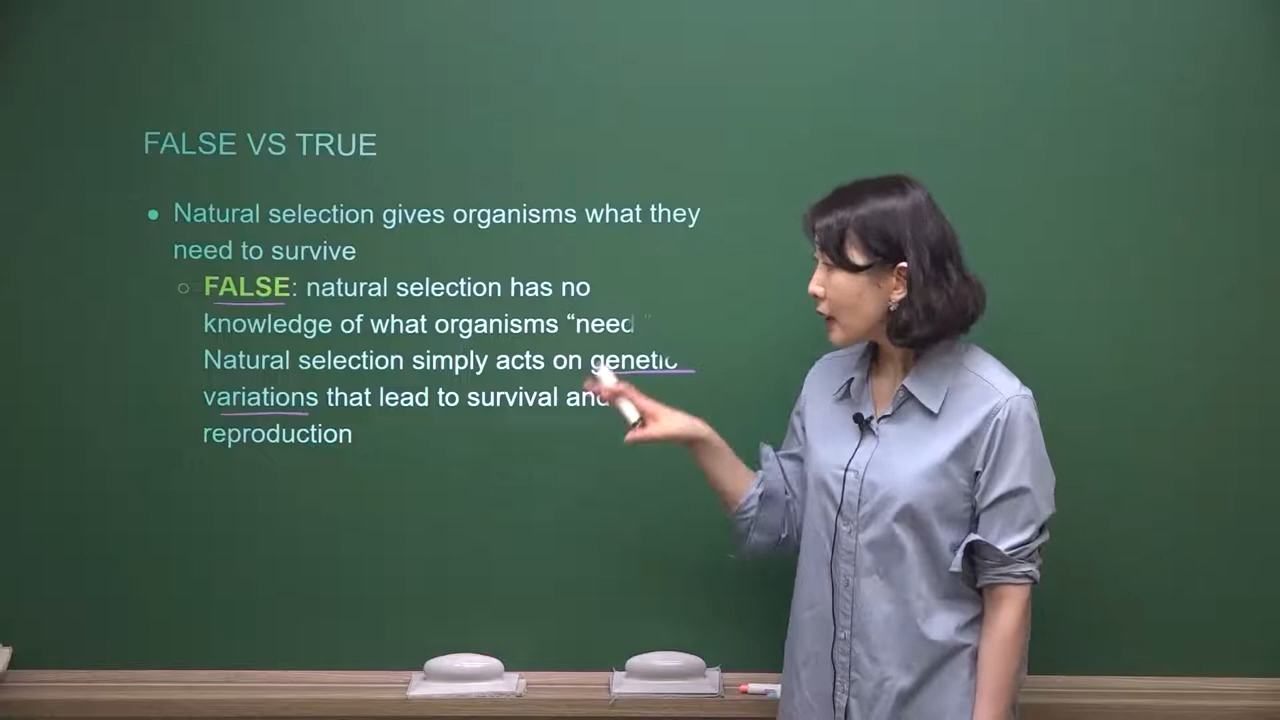 FALSE VS TRUE
● Natural selection gives organisms what they
need to survive
○ FALSE: natural selection has no
knowledge of what organisms “need”
Natural selection simply acts on genetic
variations that lead to survival and
reproduction